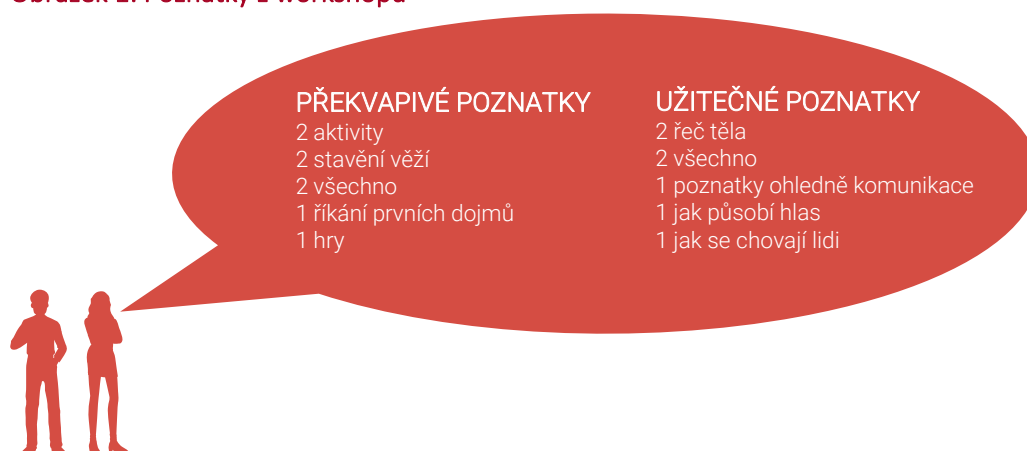 PŘEKVAPIVÉ POZNATKY
2 aktivity
2 stavění věží
2 všechno
1 říkání prvních dojmů
1 hry
UŽITEČNÉ POZNATKY
2 řeč těla
2 všechno
1 poznatky ohledně komunikace
1 jak působí hlas
1 jak se chovají lidi